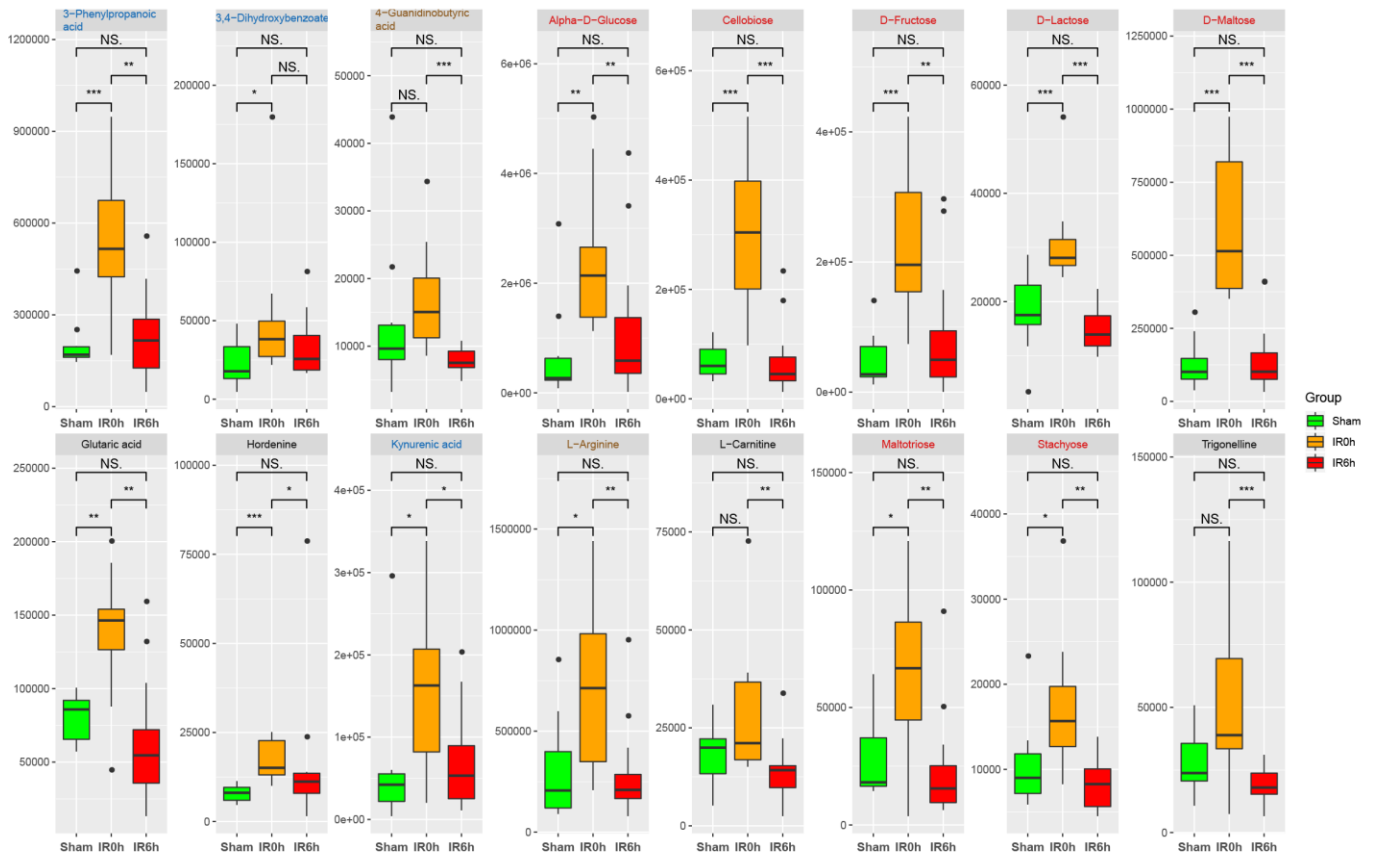 3−Phenylpropanoic
acid
3,4−Dihydroxybenzoate
4−Guanidinobutyric
acid
Alpha−D−Glucose
Cellobiose
D−Fructose
D−Lactose
D−Maltose
NS.
**
***
1200000
900000
600000
300000
0
NS.
NS.
*
200000
150000
100000
50000
0
NS.
***
NS.
50000
40000
30000
20000
10000
NS.
**
**
6e+06
4e+06
2e+06
0e+00
NS.
***
***
6e+05
4e+05
2e+05
0e+00
NS.
**
***
4e+05
2e+05
0e+00
NS.
***
***
60000
40000
20000
NS.
***
***
1250000
1000000
750000
500000
250000
0
Sham IR0h IR6h
Sham IR0h IR6h
Sham IR0h IR6h
Sham IR0h IR6h
Sham IR0h IR6h
Sham IR0h IR6h
Sham IR0h IR6h
Sham IR0h IR6h
Glutaric acid
Hordenine
Kynurenic acid
L−Arginine
L−Carnitine
Maltotriose
Stachyose
Trigonelline
NS.
**
**
250000
200000
150000
100000
50000
NS.
*
***
100000
75000
50000
25000
0
NS.
*
*
4e+05
3e+05
2e+05
1e+05
0e+00
NS.
**
*
1500000
1000000
500000
0
NS.
**
NS.
75000
50000
25000
0
NS.
**
*
150000
100000
50000
0
NS.
**
*
40000
30000
20000
10000
NS.
***
NS.
150000
100000
50000
0
Sham IR0h IR6h
Sham IR0h IR6h
Sham IR0h IR6h
Sham IR0h IR6h
Sham IR0h IR6h
Sham IR0h IR6h
Sham IR0h IR6h
Sham IR0h IR6h
Group
Sham
IR0h
IR6h